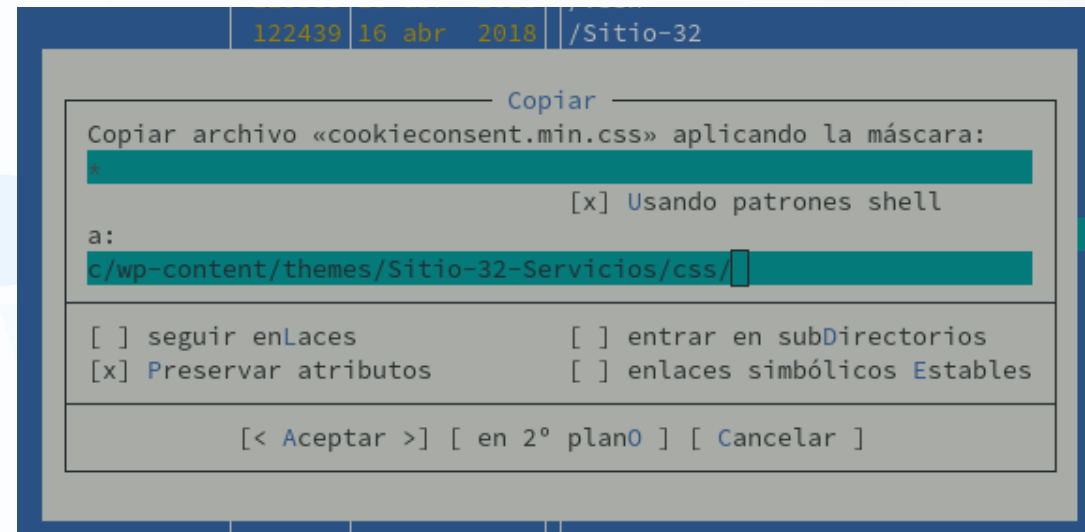 122439 16 abr 2018 /Sitio-32
Copiar
Copiar archivo «cookieconsent.min.css» aplicando la máscara:
*
[x] Usando patrones shell
a:
c/wp-content/themes/Sitio-32-Servicios/css/
[ ] seguir enLaces [ ] entrar en subDirectorios
[x] Preservar atributos [ ] enlaces simbólicos Estables
[< Aceptar >] [ en 2º planO ] [ Cancelar ]